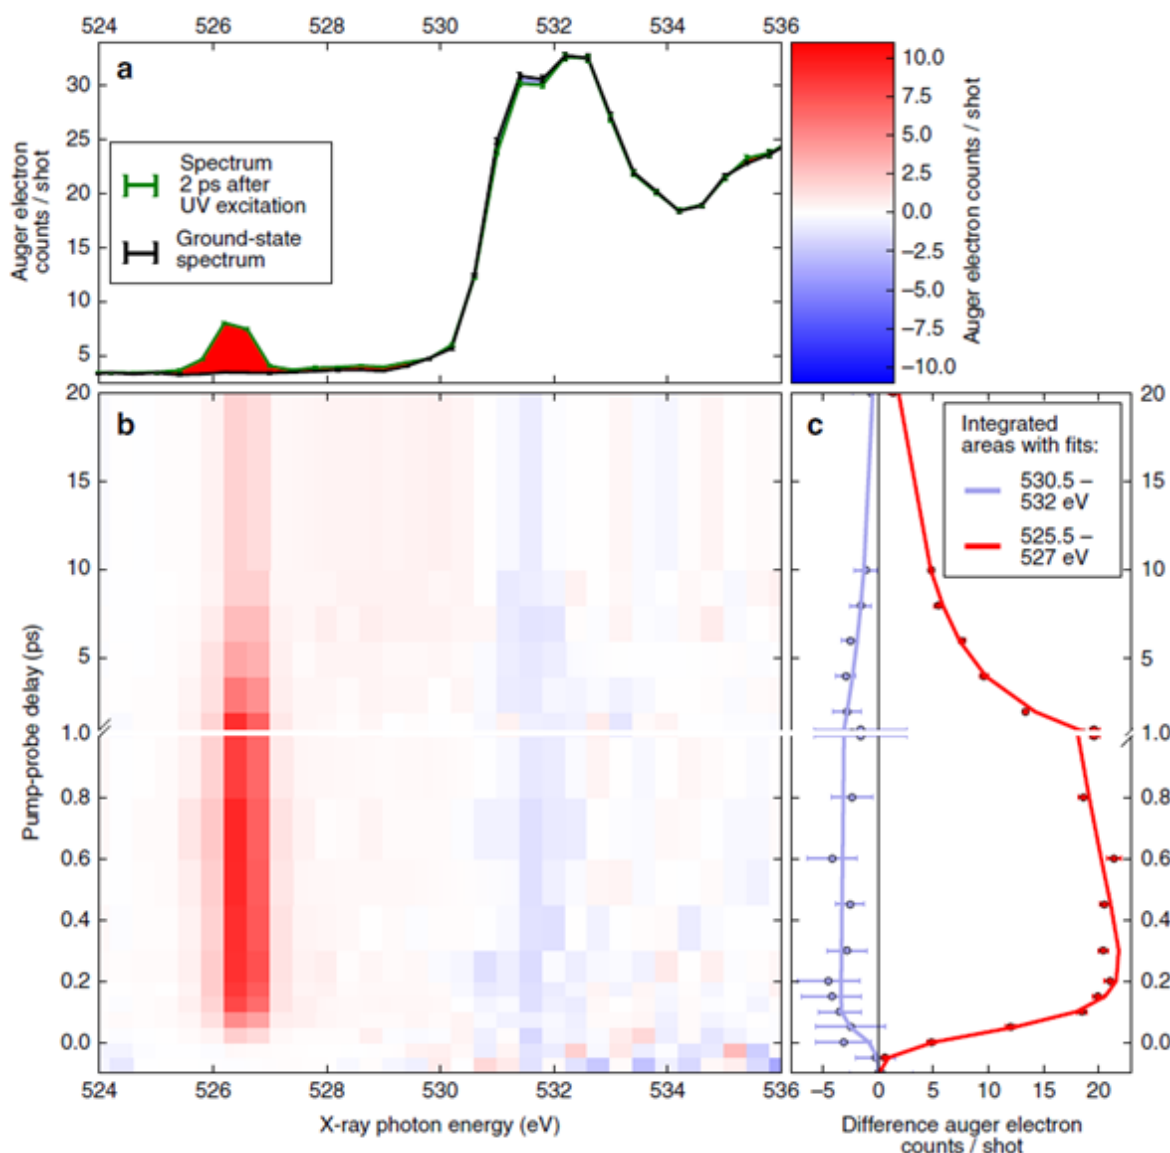 524 526 528 530 532 534 536
a
30
25
20
15
10
5
Auger electron
counts / shot
Spectrum
2 ps after
UV excitation
Ground-state
spectrum
10.0
7.5
5.0
2.5
0.0
−2.5
−5.0
−7.5
−10.0
Auger electron counts / shot
b
20
15
10
5
1.0
0.8
0.6
0.4
0.2
0.0
Pump-probe delay (ps)
524 526 528 530 532 534 536
X-ray photon energy (eV)
c
Integrated
areas with fits:
530.5 –
532 eV
525.5 –
527 eV
20
15
10
5
1.0
0.8
0.6
0.4
0.2
0.0
−5 0 5 10 15 20
Difference auger electron
counts / shot